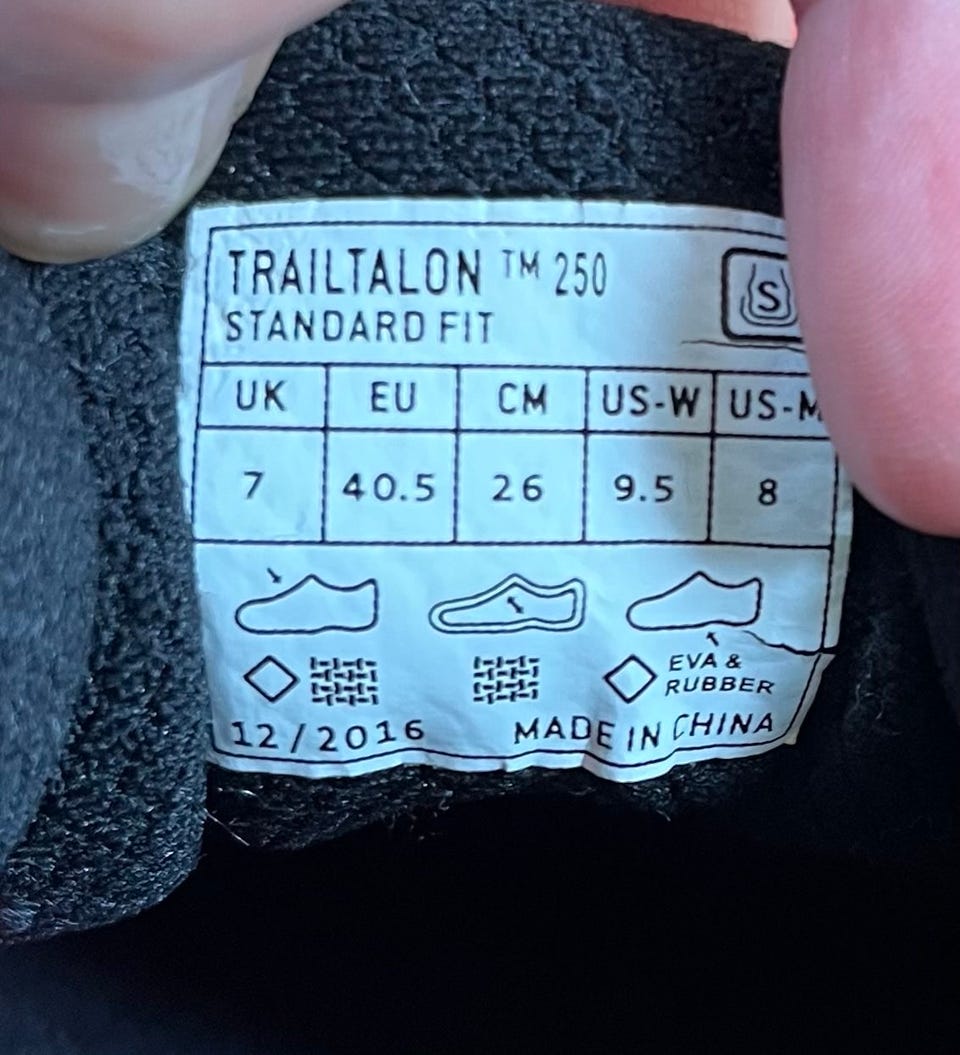 TRAILTALON ™ 250
STANDARD FIT
S
UK EU CM US-W US-M
7 40.5 26 9.5 8
EVA &
RUBBER
12/2016 MADE IN CHINA